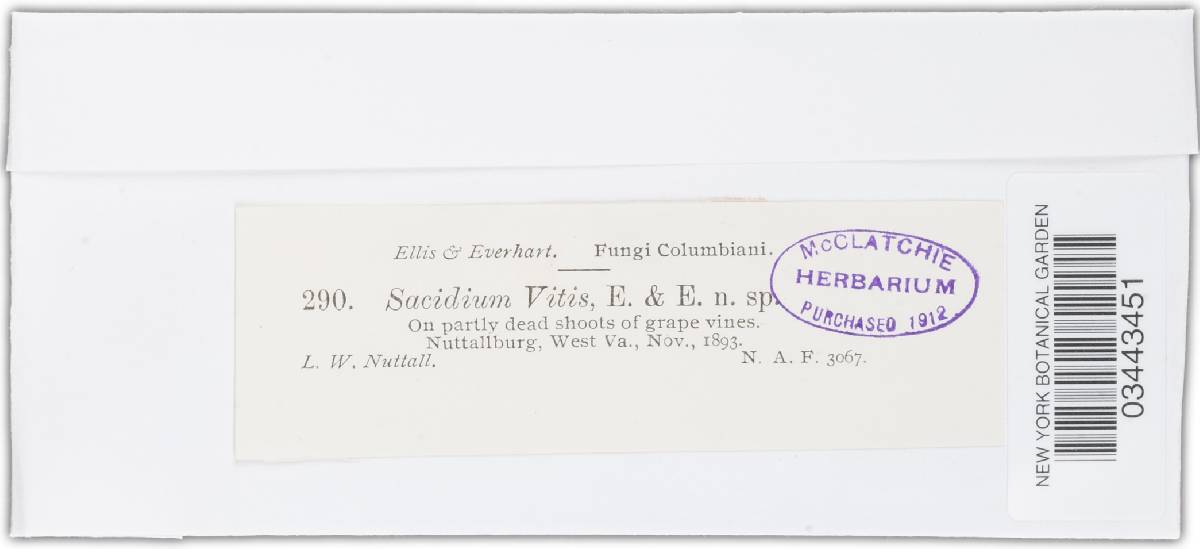 Ellis & Everhart. Fungi Columbiani.
290. Sacidium Vitis, E. & E. n. sp.
On partly dead shoots of grape vines.
Nuttallburg, West Va., Nov., 1893.
L. W. Nuttall. N. A. F. 3067.
McCLATCHIE
HERBARIUM
PURCHASED 1912
NEW YORK BOTANICAL GARDEN
03443451